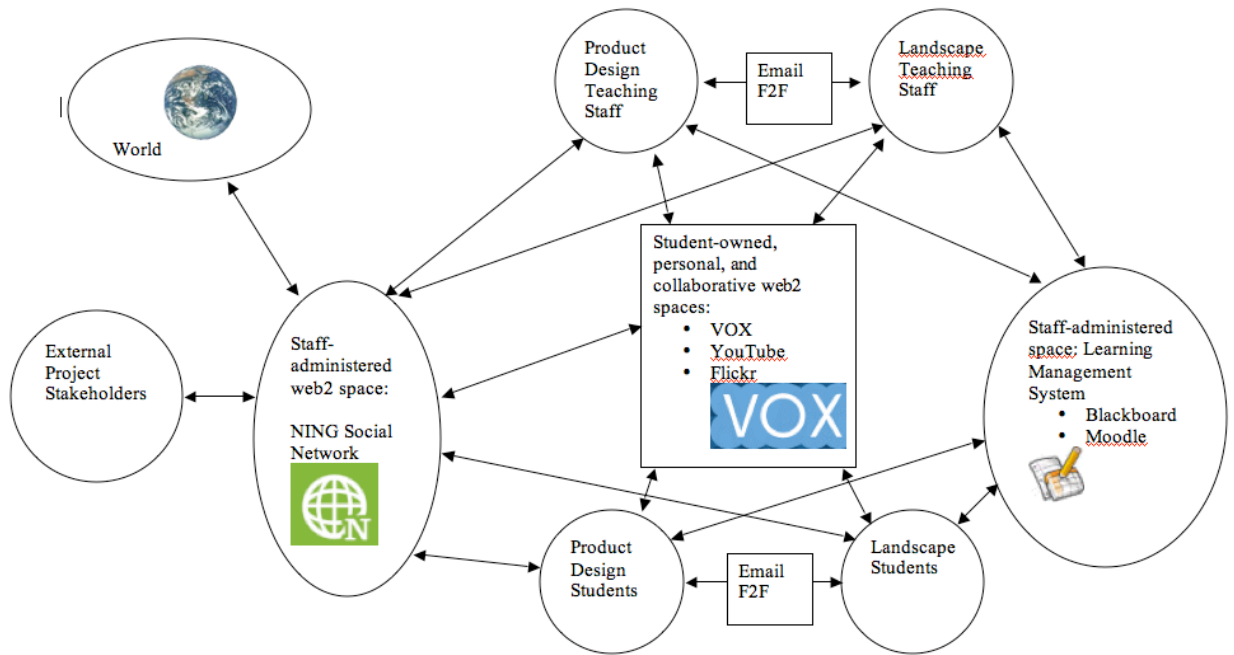 World
Product
Design
Teaching
Staff
Email
F2F
Landscape
Teaching
Staff
External
Project
Stakeholders
Staff-
administered
web2 space:
NING Social
Network
N
Student-owned,
personal, and
collaborative web2
spaces:
• VOX
• YouTube
• Flickr
VOX
Staff-administered
space: Learning
Management
System
• Blackboard
• Moodle
Product
Design
Students
Email
F2F
Landscape
Students